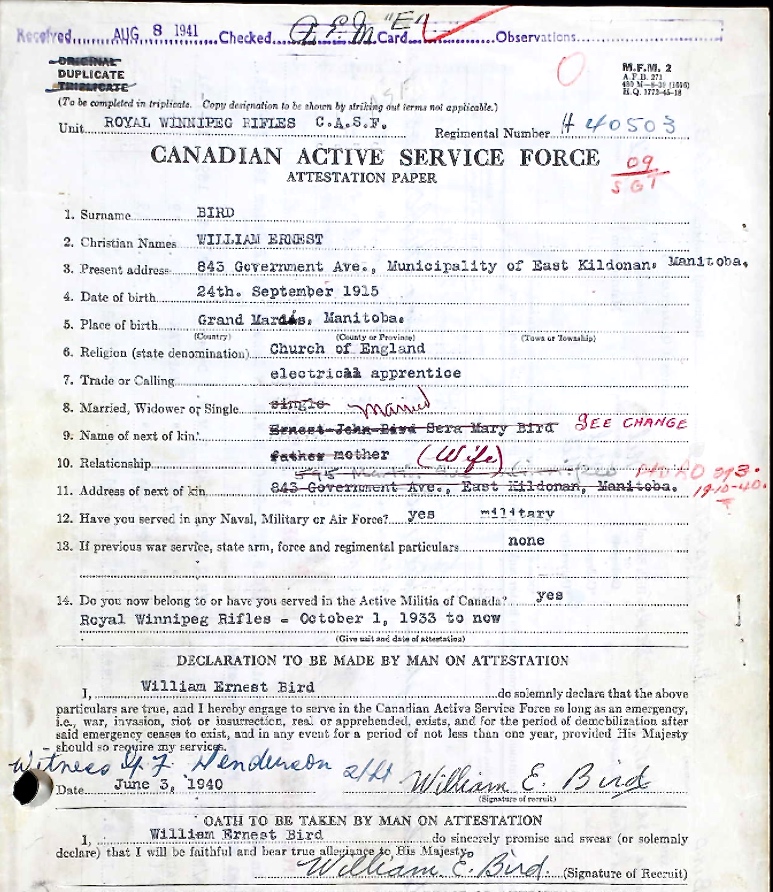 Received AUG 8 1941 Checked A.E.M. Card "E" Observations
ORIGINAL
DUPLICATE
TRIPLICATE
M.F.M. 2
A.F.B. 271
H.Q. 1772-45-18
(To be completed in triplicate. Copy designation to be shown by striking out terms not applicable.)
Unit ROYAL WINNIPEG RIFLES C.A.S.F. Regimental Number H 40503
CANADIAN ACTIVE SERVICE FORCE 09
SGT
ATTESTATION PAPER
1. Surname BIRD
2. Christian Names WILLIAM ERNEST
3. Present address 843 Government Ave., Municipality of East Kildonan. Manitoba.
4. Date of birth 24th. September 1915
5. Place of birth Grand Marais, Manitoba.
(Country) (County or Province) (Town or Township)
6. Religion (state denomination) Church of England
7. Trade or Calling electrical apprentice
8. Married, Widower or Single single married
9. Name of next of kin Ernest John Bird Sera Mary Bird SEE CHANGE
10. Relationship father mother (Wife)
11. Address of next of kin 843 Government Ave., East Kildonan, Manitoba. 19-10-40.
12. Have you served in any Naval, Military or Air Force? yes military
13. If previous war service, state arm, force and regimental particulars none
14. Do you now belong to or have you served in the Active Militia of Canada? yes
Royal Winnipeg Rifles - October 1, 1933 to now
(Give unit and date of attestation)
DECLARATION TO BE MADE BY MAN ON ATTESTATION
I, William Ernest Bird do solemnly declare that the above
particulars are true, and I hereby engage to serve in the Canadian Active Service Force so long as an emergency,
i.e., war, invasion, riot or insurrection, real or apprehended, exists, and for the period of demobilization after
said emergency ceases to exist, and in any event for a period of not less than one year, provided His Majesty
should so require my services.
Witness Henderson 2/Lt William E. Bird
Date June 3, 1940 (Signature of recruit)
OATH TO BE TAKEN BY MAN ON ATTESTATION
I, William Ernest Bird do sincerely promise and swear (or solemnly
declare) that I will be faithful and bear true allegiance to His Majesty.
William E. Bird (Signature of Recruit)